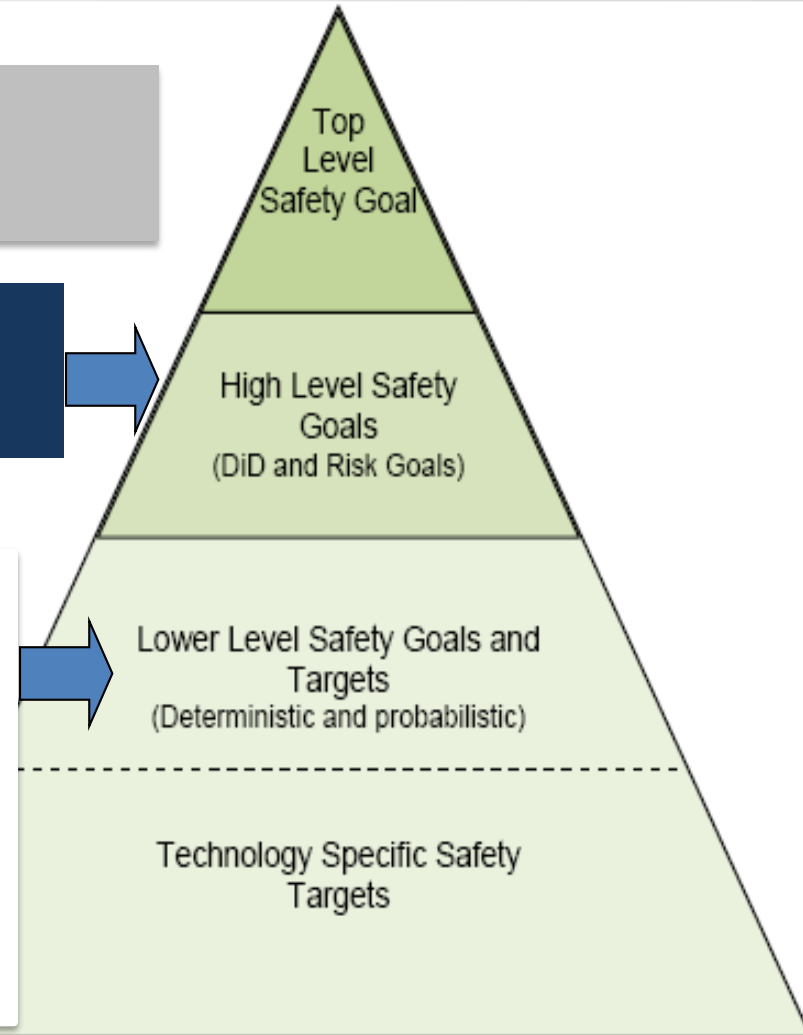 Top
Level
Safety Goal
High Level Safety
Goals
(DiD and Risk Goals)
Lower Level Safety Goals and
Targets
(Deterministic and probabilistic)
Technology Specific Safety
Targets